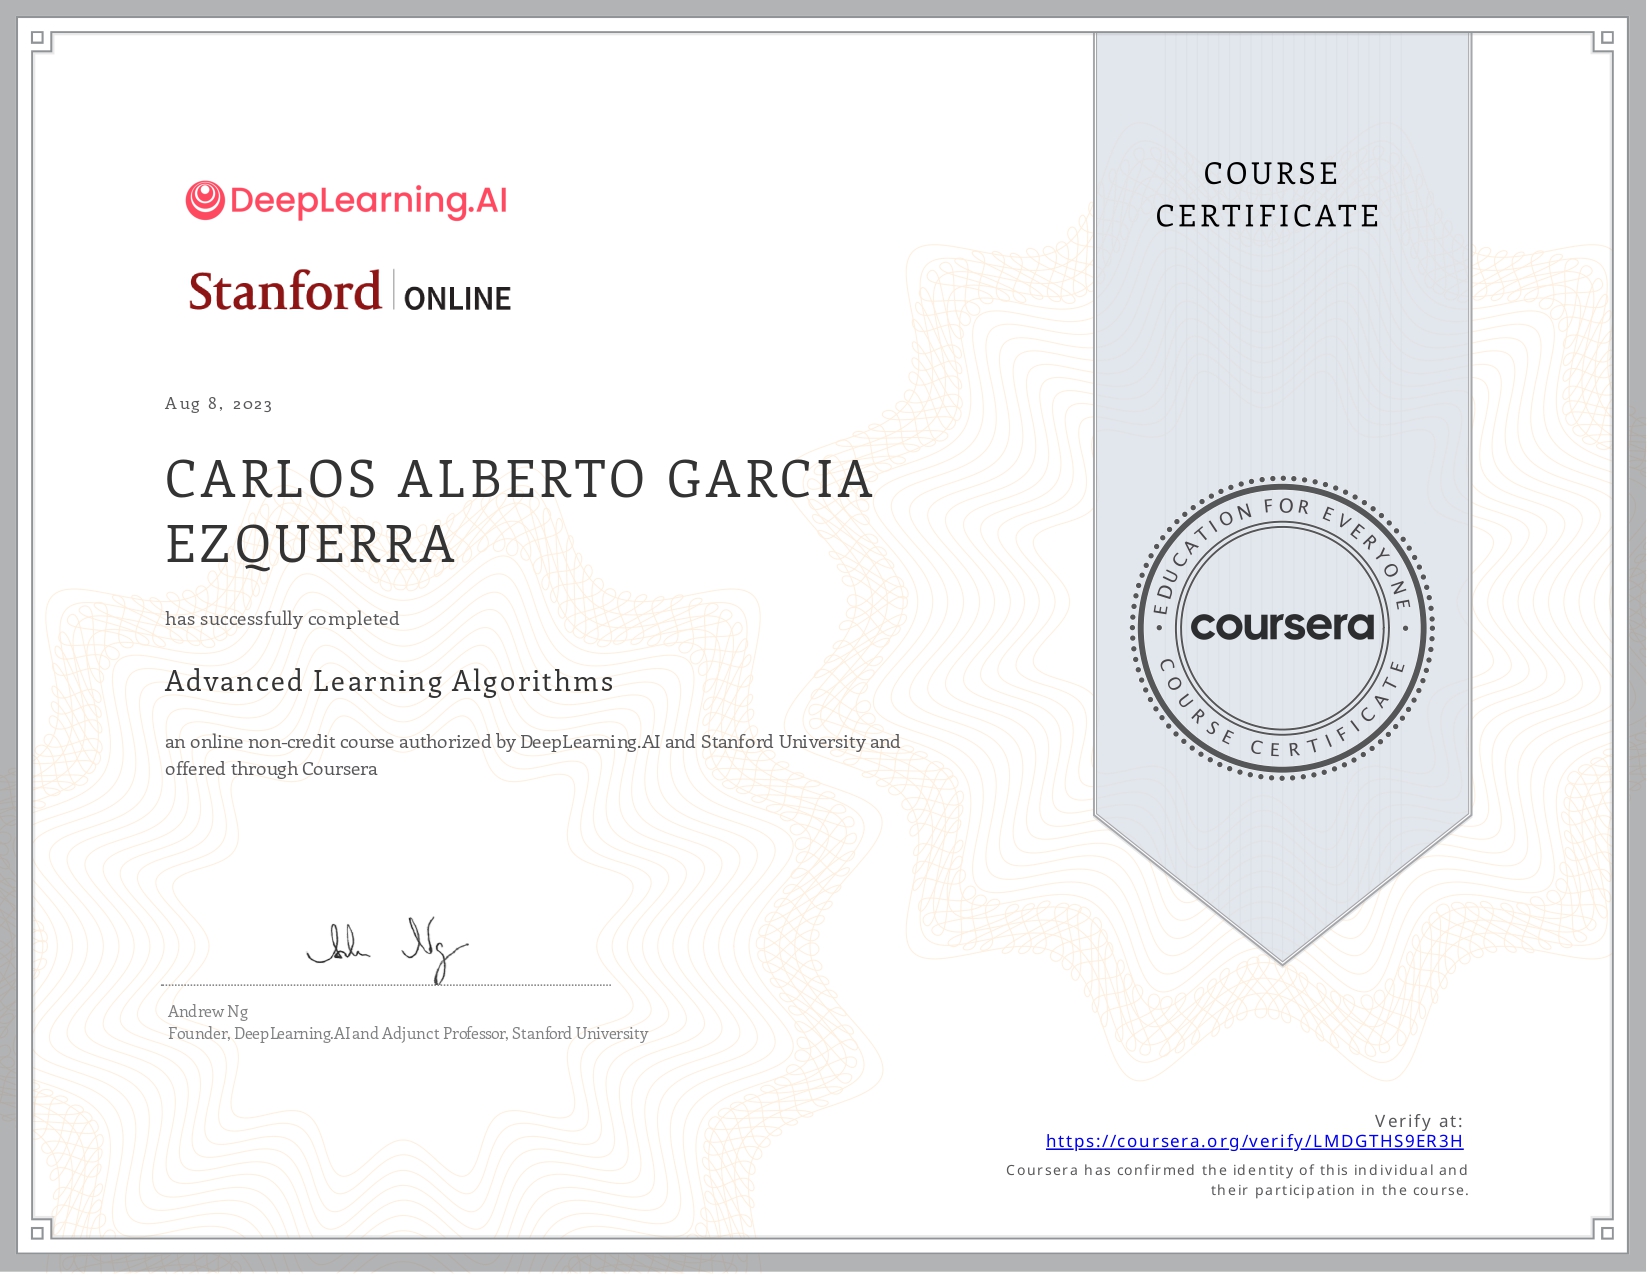 DeepLearning.AI
Stanford ONLINE
Aug 8, 2023
CARLOS ALBERTO GARCIA
EZQUERRA
has successfully completed
Advanced Learning Algorithms
an online non-credit course authorized by DeepLearning.AI and Stanford University and
offered through Coursera
Andrew Ng
Andrew Ng
Founder, DeepLearning.AI and Adjunct Professor, Stanford University
COURSE
CERTIFICATE
• EDUCATION FOR EVERYONE •
coursera
COURSE CERTIFICATE
Verify at:
https://coursera.org/verify/LMDGTHS9ER3H
Coursera has confirmed the identity of this individual and
their participation in the course.